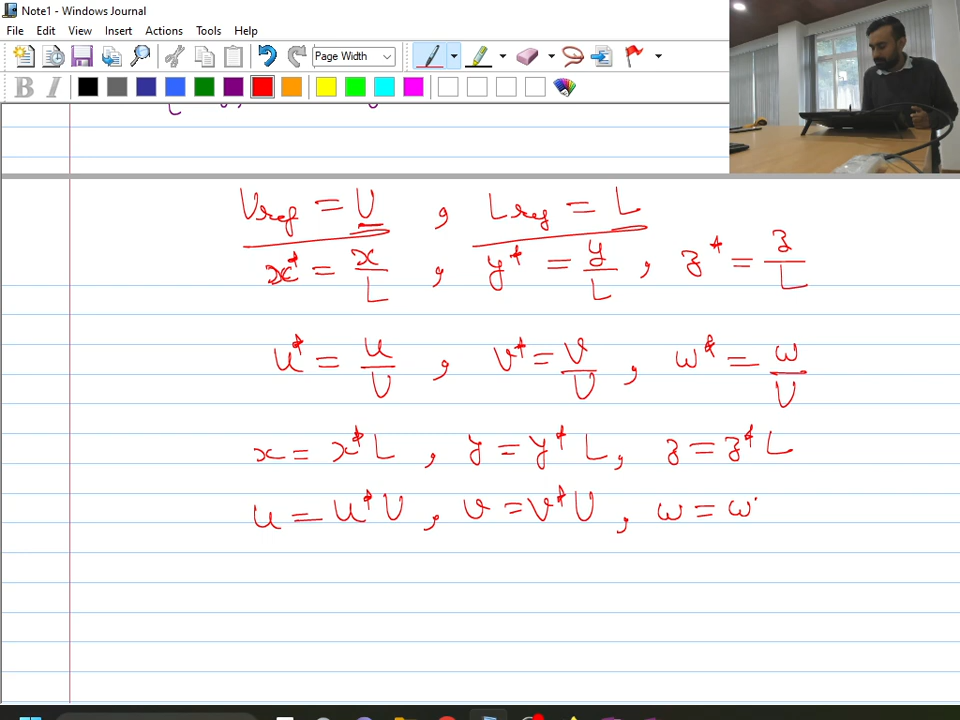 Note1 - Windows Journal
File Edit View Insert Actions Tools Help
Page Width
B I
Vref = U , Lref = L
x* = x/L , y* = y/L , z* = z/L
u* = u/U , v* = v/U , w* = w/U
x = x* L , y = y* L , z = z* L
u = u* U , v = v* U , w = w